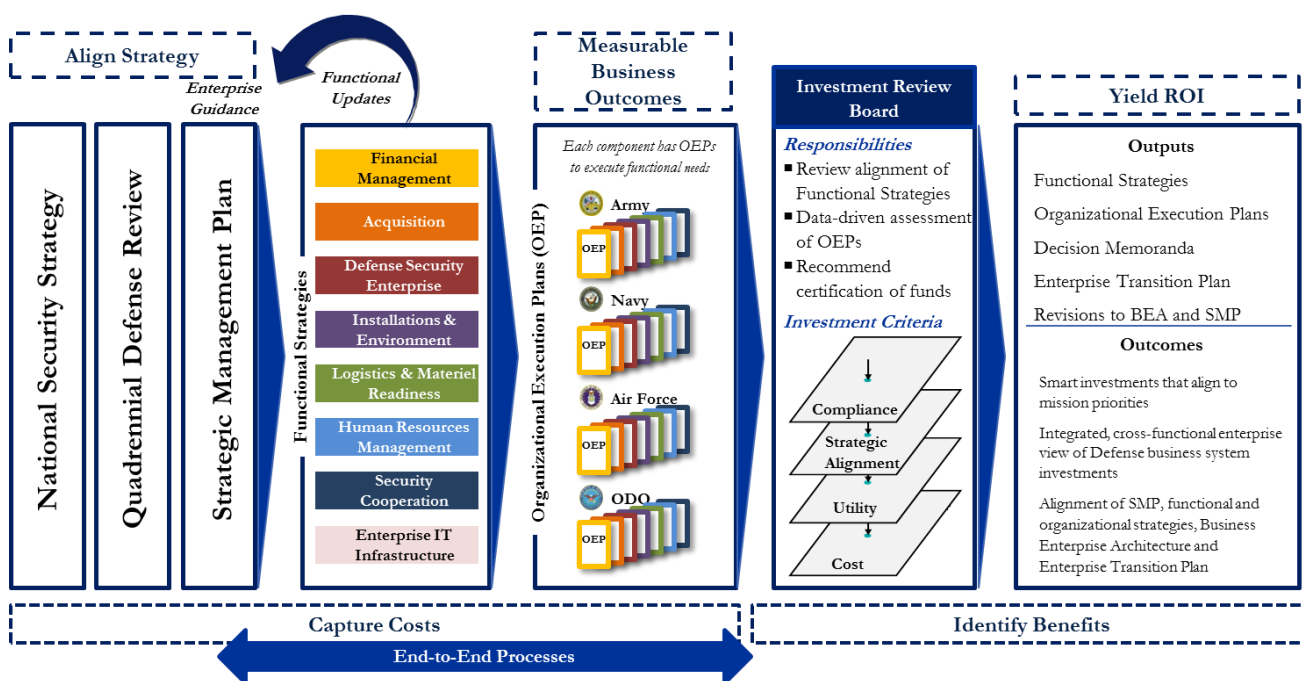 Align Strategy
Enterprise
Guidance
Functional
Updates
Measurable
Business
Outcomes
Yield ROI
National Security Strategy
Quadrennial Defense Review
Strategic Management Plan
Functional Strategies
Financial
Management
Acquisition
Defense Security
Enterprise
Installations &
Environment
Logistics & Materiel
Readiness
Human Resources
Management
Security
Cooperation
Enterprise IT
Infrastructure
Organizational Execution Plans (OEP)
Each component has OEPs
to execute functional needs
Army
OEP
Navy
OEP
Air Force
OEP
ODO
OEP
Investment Review
Board
Responsibilities
▪ Review alignment of
Functional Strategies
▪ Data-driven assessment
of OEPs
▪ Recommend
certification of funds
Investment Criteria
Compliance
Strategic
Alignment
Utility
Cost
Outputs
Functional Strategies
Organizational Execution Plans
Decision Memoranda
Enterprise Transition Plan
Revisions to BEA and SMP
Outcomes
Smart investments that align to
mission priorities
Integrated, cross-functional enterprise
view of Defense business system
investments
Alignment of SMP, functional and
organizational strategies, Business
Enterprise Architecture and
Enterprise Transition Plan
Capture Costs
Identify Benefits
End-to-End Processes